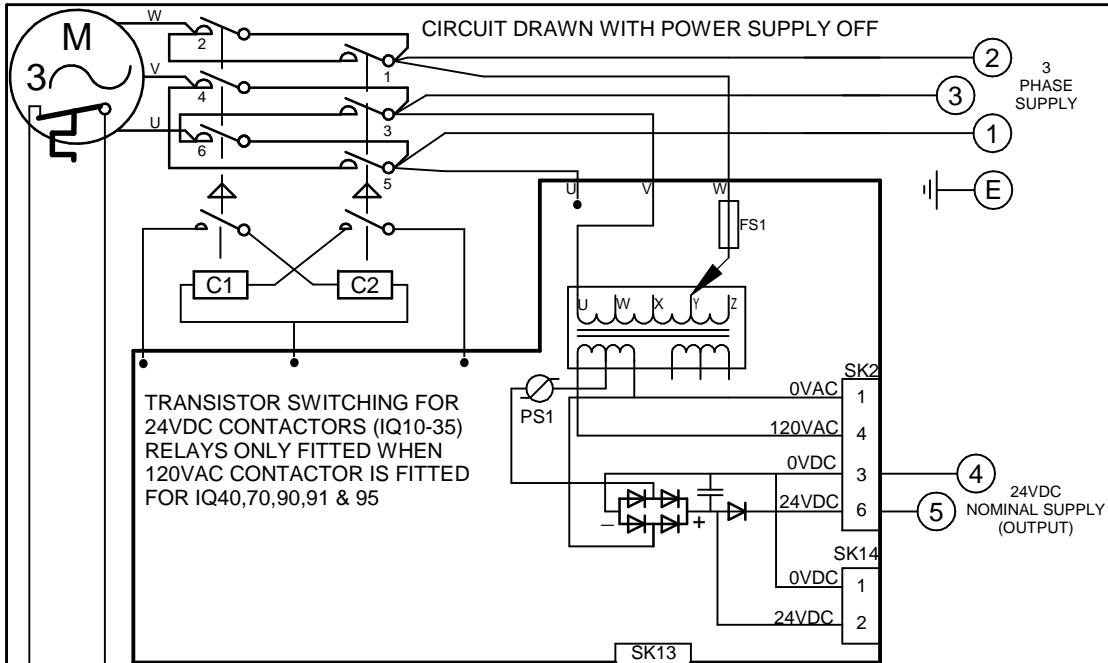 CIRCUIT DRAWN WITH POWER SUPPLY OFF
W
M
3
V
U
2
1
4
3
6
5
2
3
1
E
3
PHASE
SUPPLY
U
V
W
FS1
C1
C2
U
W
X
Y
Z
TRANSISTOR SWITCHING FOR
24VDC CONTACTORS (IQ10-35)
RELAYS ONLY FITTED WHEN
120VAC CONTACTOR IS FITTED
FOR IQ40,70,90,91 & 95
PS1
SK2
0VAC
1
120VAC
4
0VDC
3
24VDC
6
4
5
24VDC
NOMINAL SUPPLY
(OUTPUT)
–
+
SK14
0VDC
1
24VDC
2
SK13